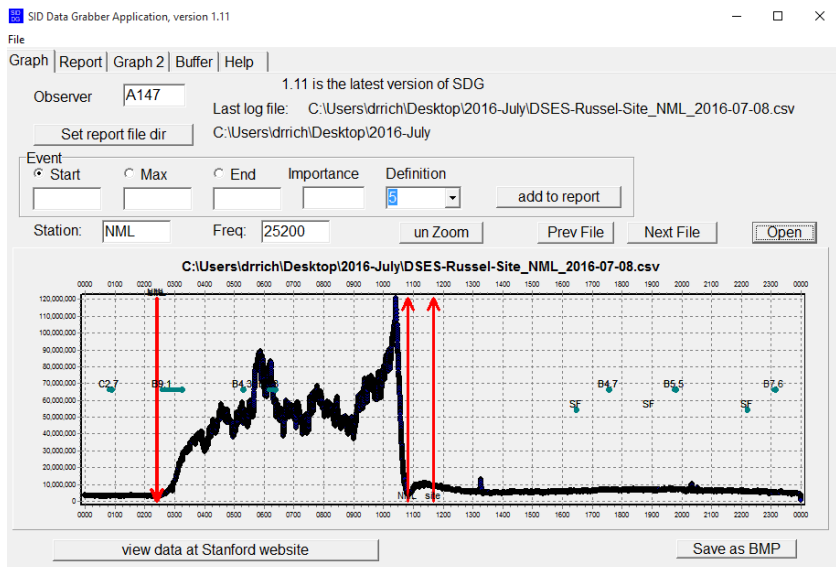 SID Data Grabber Application, version 1.11
File
Graph Report Graph 2 Buffer Help
Observer A147 1.11 is the latest version of SDG
Last log file: C:\Users\drrich\Desktop\2016-July\DSES-Russel-Site_NML_2016-07-08.csv
Set report file dir C:\Users\drrich\Desktop\2016-July
Event
Start Max End Importance Definition
5 add to report
Station: NML Freq: 25200 un Zoom Prev File Next File Open
C:\Users\drrich\Desktop\2016-July\DSES-Russel-Site_NML_2016-07-08.csv
0000 0100 0200 0300 0400 0500 0600 0700 0800 0900 1000 1100 1200 1300 1400 1500 1600 1700 1800 1900 2000 2100 2200 2300 0000
120,000,000
110,000,000
100,000,000
90,000,000
80,000,000
70,000,000
C2.7 B9.1 B4.3 B4.7 B5.5 B7.6
60,000,000
SF SF SF
50,000,000
40,000,000
30,000,000
20,000,000
10,000,000
0
0000 0100 0200 0300 0400 0500 0600 0700 0800 0900 1000 1100 1200 1300 1400 1500 1600 1700 1800 1900 2000 2100 2200 2300 0000
view data at Stanford website Save as BMP